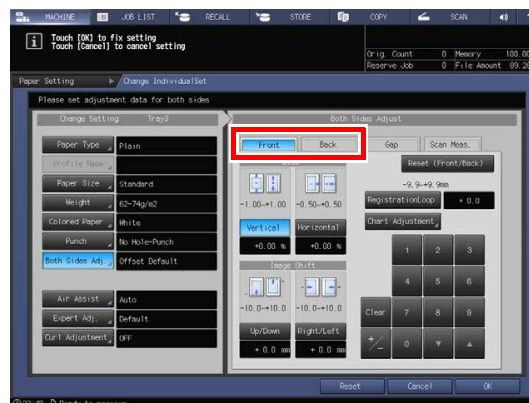 MACHINE JOB LIST RECALL STORE COPY SCAN
Touch [OK] to fix setting
Touch [Cancel] to cancel setting
Orig. Count 0 Memory 100.00
Reserve Job 0 File Amount 89.28
Paper Setting Change IndividualSet
Please set adjustment data for both sides
Change Setting Tray3
Both Sides Adjust
Paper Type Plain
Profile Name
Paper Size Standard
Weight 62-74g/m2
Colored Paper White
Punch No Hole-Punch
Both Sides Adj. Offset Default
Air Assist Auto
Expert Adj. Default
Curl Adjustment OFF
Front Back Gap Scan Meas.
Reset (Front/Back)
-1.00~+1.00 -0.50~+0.50
-9.9~+9.9mm
RegistrationLoop + 0.0
Vertical Horizontal
Chart Adjustment
+0.00 % +0.00 %
Image Shift
-10.0~+10.0 -10.0~+10.0
Up/Down Right/Left
+ 0.0 mm + 0.0 mm
1 2 3
4 5 6
Clear 7 8 9
+/- 0 ▼ ▲
Reset Cancel OK